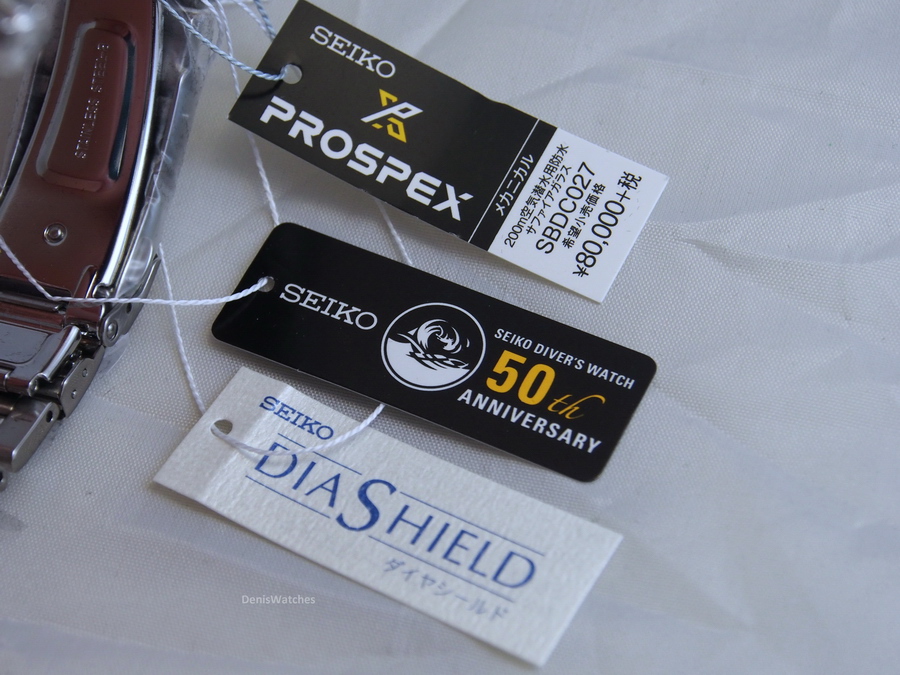 STAINLESS STEEL-S
SEIKO
PROSPEX
メカニカル
200m空気潜水用防水
サファイアガラス
SBDC027
希望小売価格
¥80,000+税
SEIKO
SEIKO DIVER'S WATCH
50th
ANNIVERSARY
SEIKO
DIASHIELD
ダイヤシールド
DenisWatches